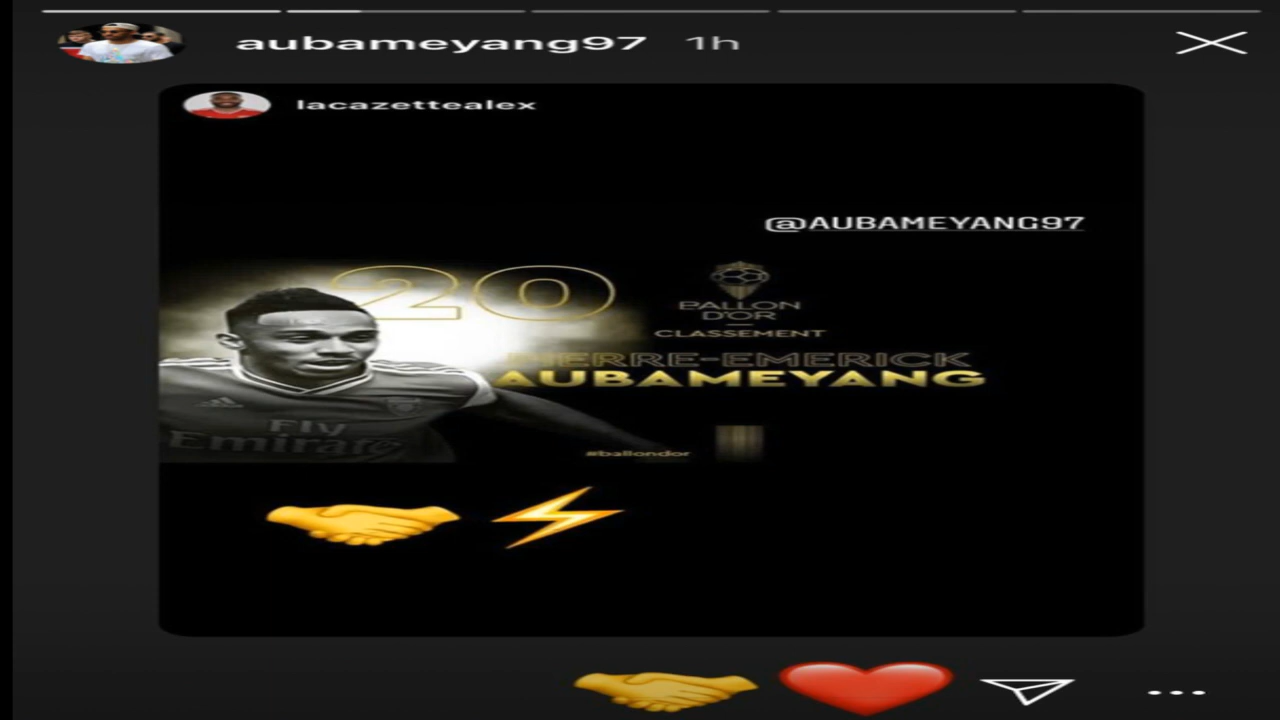 aubameyang97 1h
lacazettealex
@AUBAMEYANG97
20
BALLON
D'OR
CLASSEMENT
PIERRE-EMERICK
AUBAMEYANG
Fly
Emirates
#ballondor